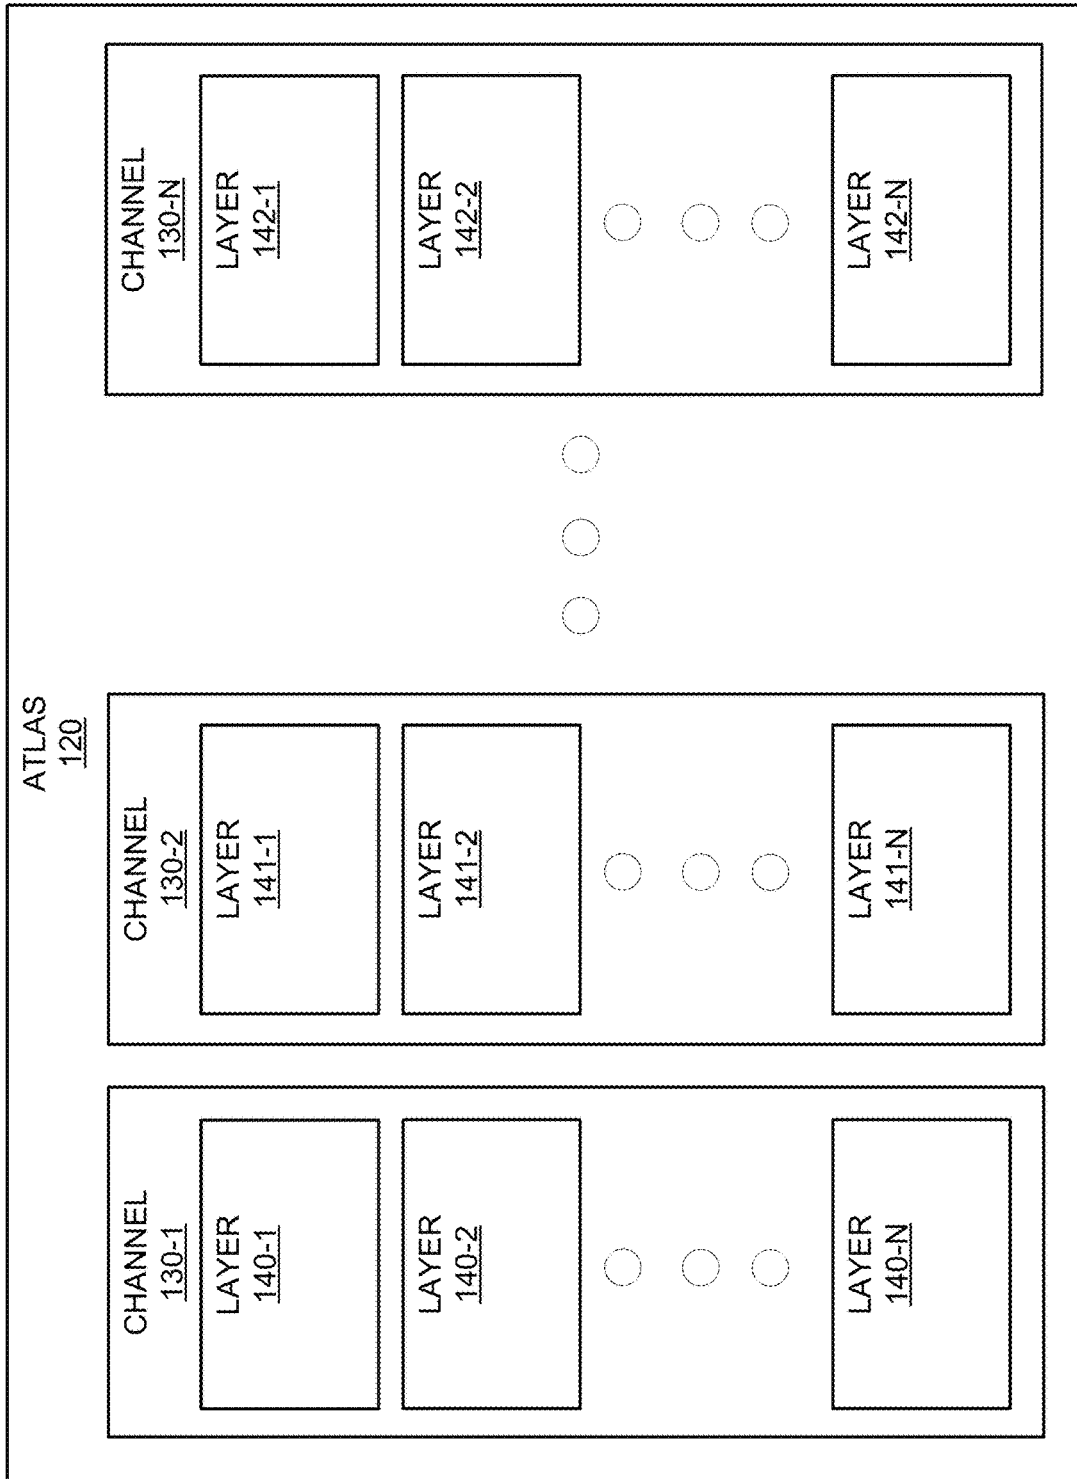 ATLAS
120
CHANNEL
130-1
LAYER
140-1
LAYER
140-2
LAYER
140-N
CHANNEL
130-2
LAYER
141-1
LAYER
141-2
LAYER
141-N
CHANNEL
130-N
LAYER
142-1
LAYER
142-2
LAYER
142-N